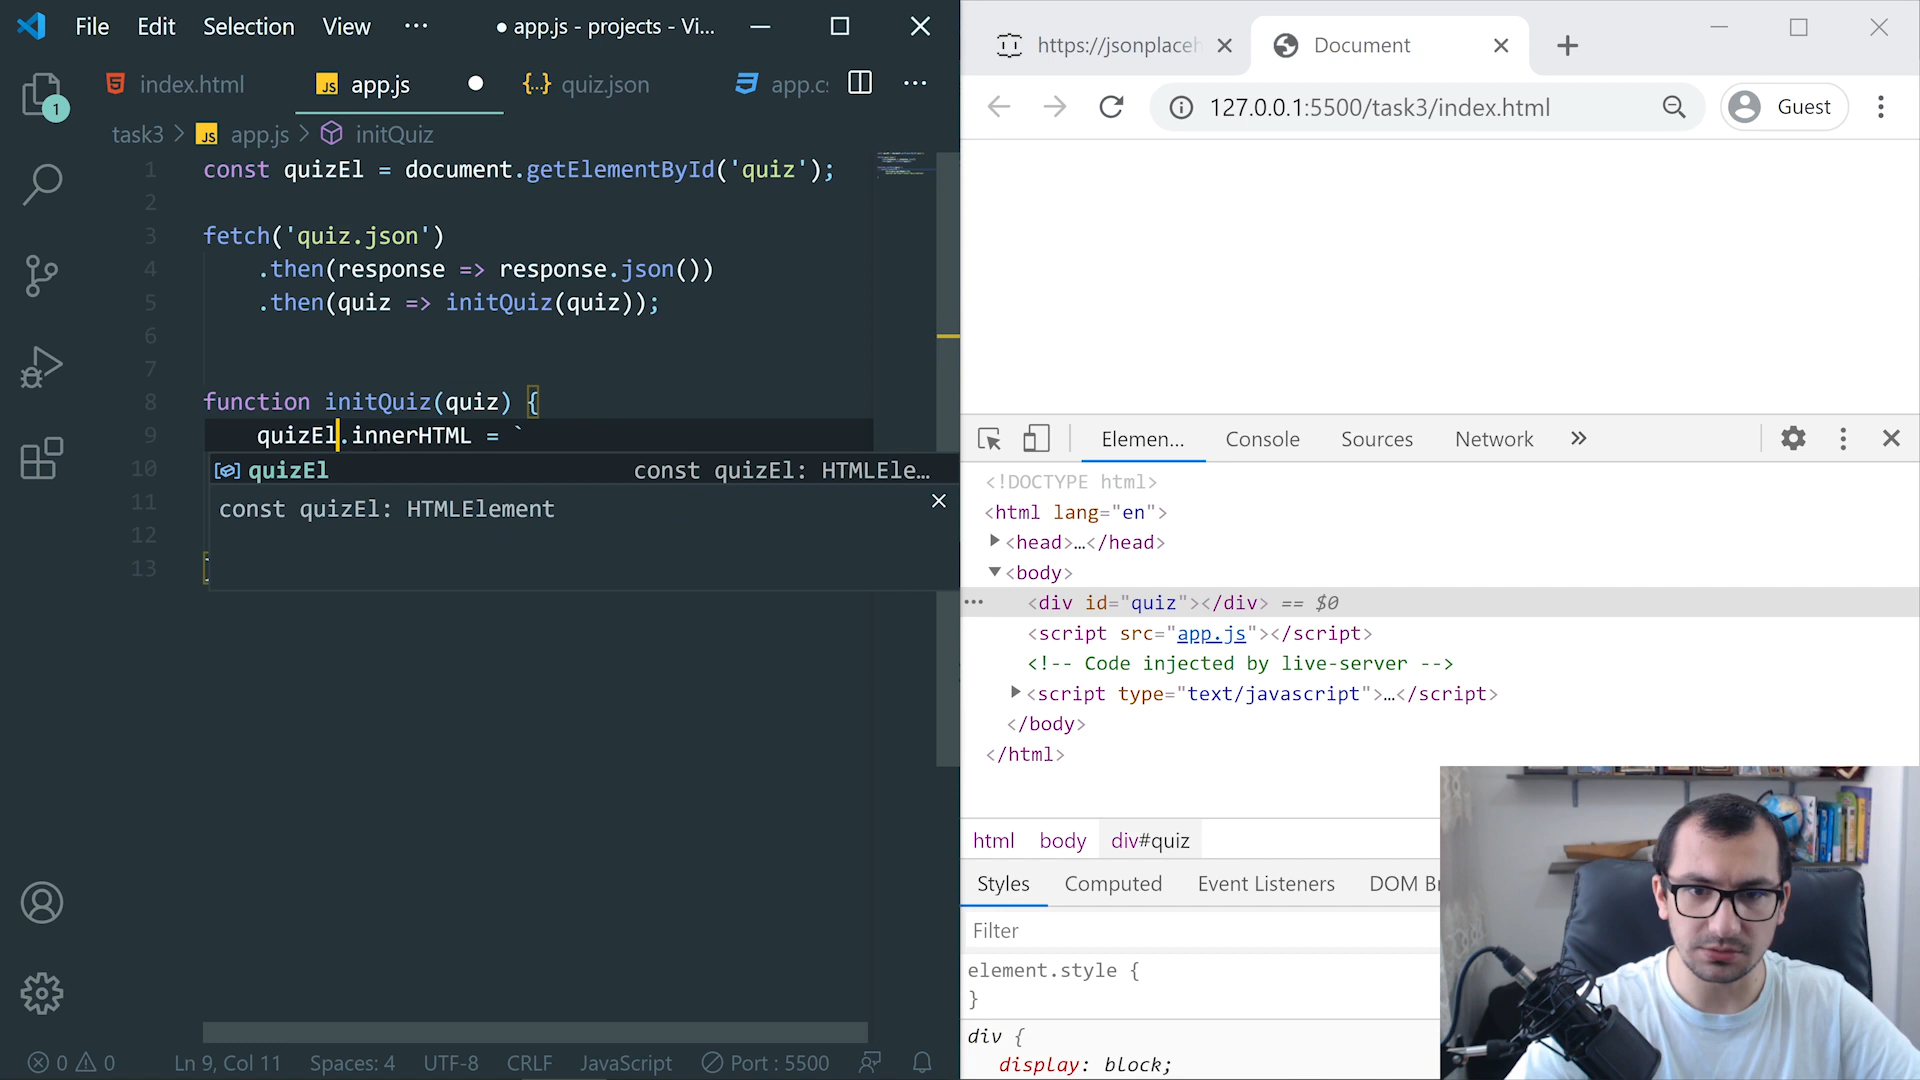 File Edit Selection View ··· ● app.js - projects - Vi...
index.html app.js quiz.json app.cs ···
task3 > app.js > initQuiz
1 const quizEl = document.getElementById('quiz');
2
3 fetch('quiz.json')
4 .then(response => response.json())
5 .then(quiz => initQuiz(quiz));
6
7
8 function initQuiz(quiz) {
9 quizEl.innerHTML = `
10 quizEl const quizEl: HTMLEle…
11 const quizEl: HTMLElement
12
13
1
0 0 Ln 9, Col 11 Spaces: 4 UTF-8 CRLF JavaScript Port : 5500
https://jsonplaceh Document
127.0.0.1:5500/task3/index.html Guest
Elemen... Console Sources Network »
<!DOCTYPE html>
<html lang="en">
<head>…</head>
<body>
··· <div id="quiz"></div> == $0
<script src="app.js"></script>
<!-- Code injected by live-server -->
<script type="text/javascript">…</script>
</body>
</html>
html body div#quiz
Styles Computed Event Listeners DOM Br
Filter
element.style {
}
div {
display: block;